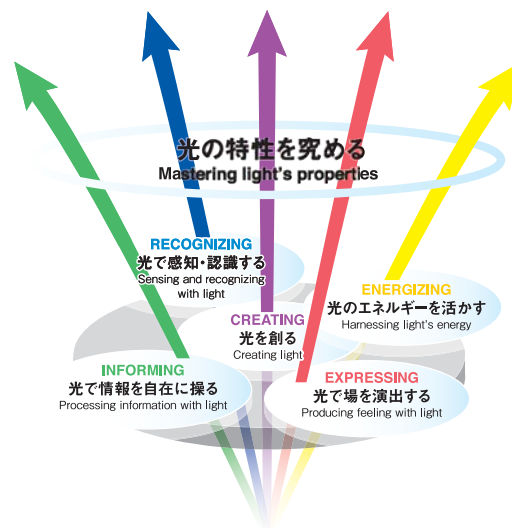 光の特性を究める
Mastering light's properties
RECOGNIZING
光で感知・認識する
Sensing and recognizing
with light
ENERGIZING
光のエネルギーを活かす
Harnessing light's energy
CREATING
光を創る
Creating light
INFORMING
光で情報を自在に操る
Processing information with light
EXPRESSING
光で場を演出する
Producing feeling with light